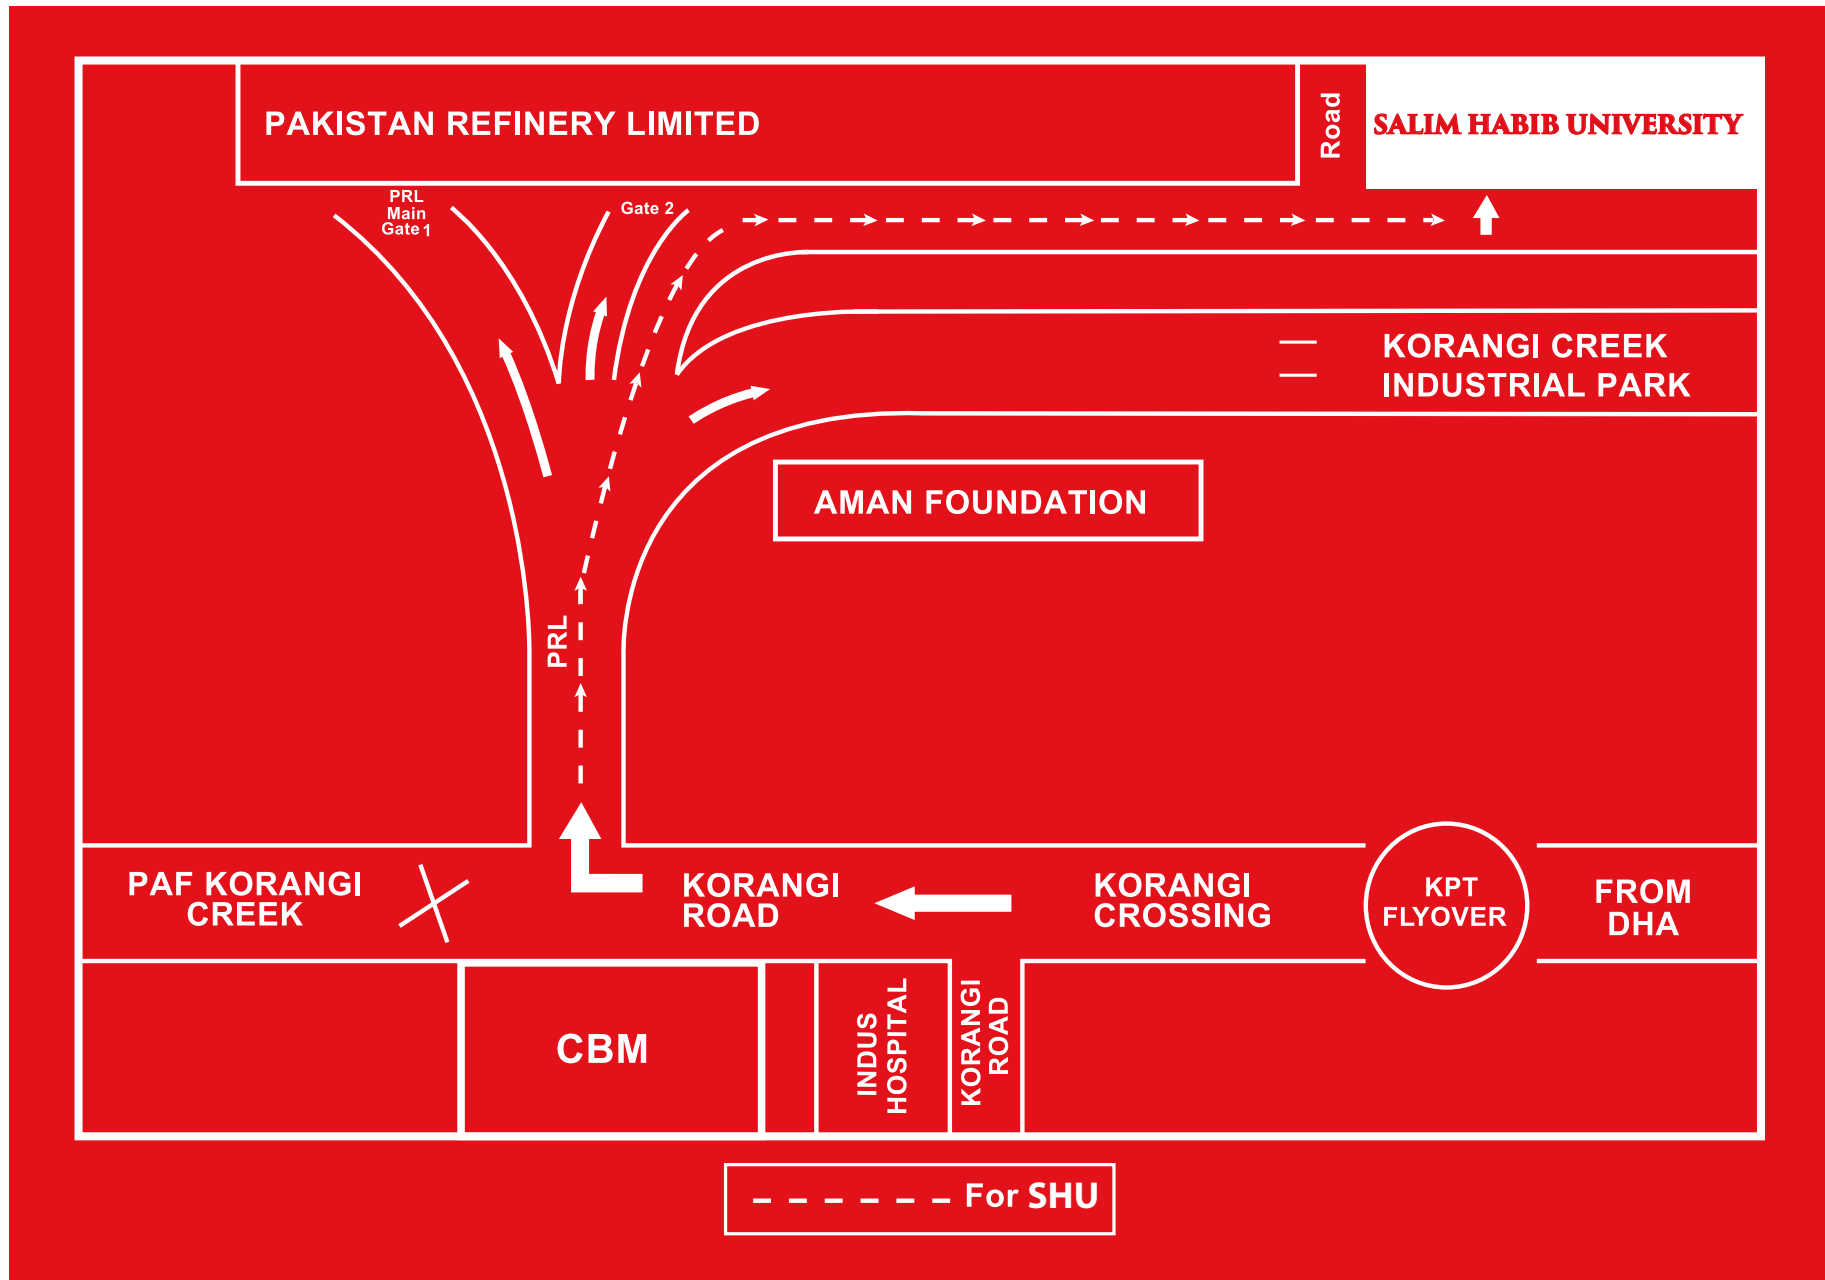 PAKISTAN REFINERY LIMITED
Road
SALIM HABIB UNIVERSITY
PRL
Main
Gate 1
Gate 2
KORANGI CREEK
INDUSTRIAL PARK
AMAN FOUNDATION
PRL
PAF KORANGI
CREEK
KORANGI
ROAD
KORANGI
CROSSING
KPT
FLYOVER
FROM
DHA
CBM
INDUS
HOSPITAL
KORANGI
ROAD
For SHU